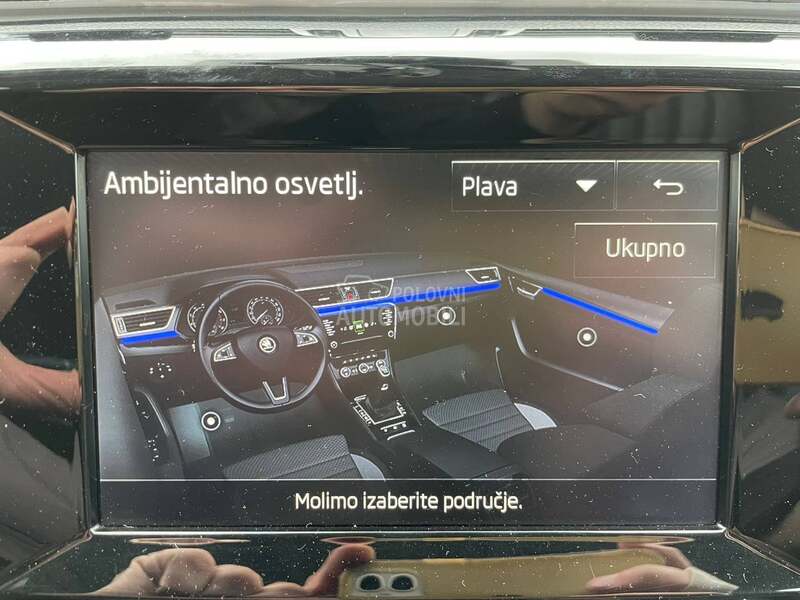 Ambijentalno osvetlj.
Plava
Ukupno
POLOVNI
AUTOMOBILI
Molimo izaberite područje.